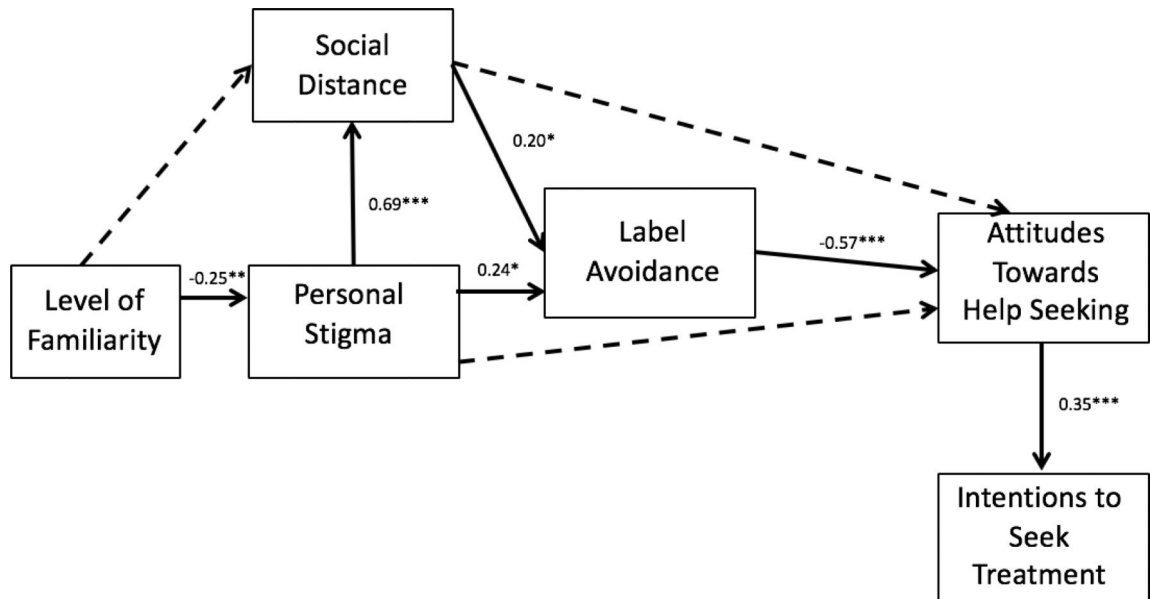 Social
Distance
0.20*
0.69***
Label
Avoidance
-0.57***
Attitudes
Towards
Help Seeking
Level of
Familiarity
-0.25**
Personal
Stigma
0.24*
0.35***
Intentions to
Seek
Treatment